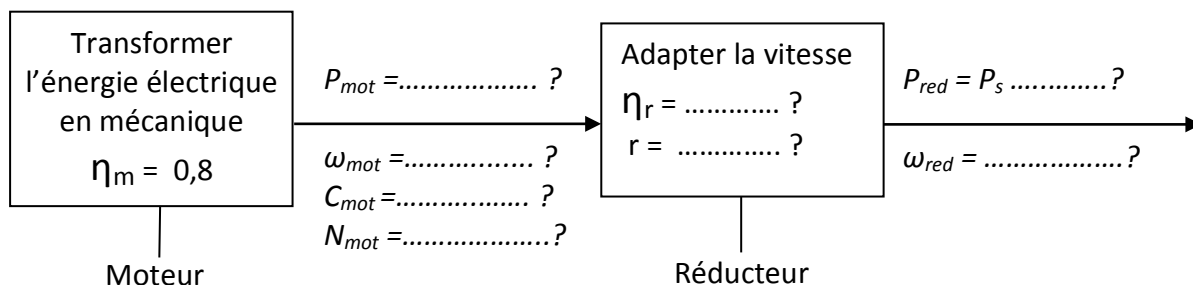 Transformer
l'énergie électrique
en mécanique
ηm = 0,8
Moteur
Pmot =.................... ?
ωmot =................ ?
Cmot =.................. ?
Nmot =.....................?
Adapter la vitesse
ηr = ............. ?
r = .............. ?
Réducteur
Pred = Ps .............?
ωred = ...................?